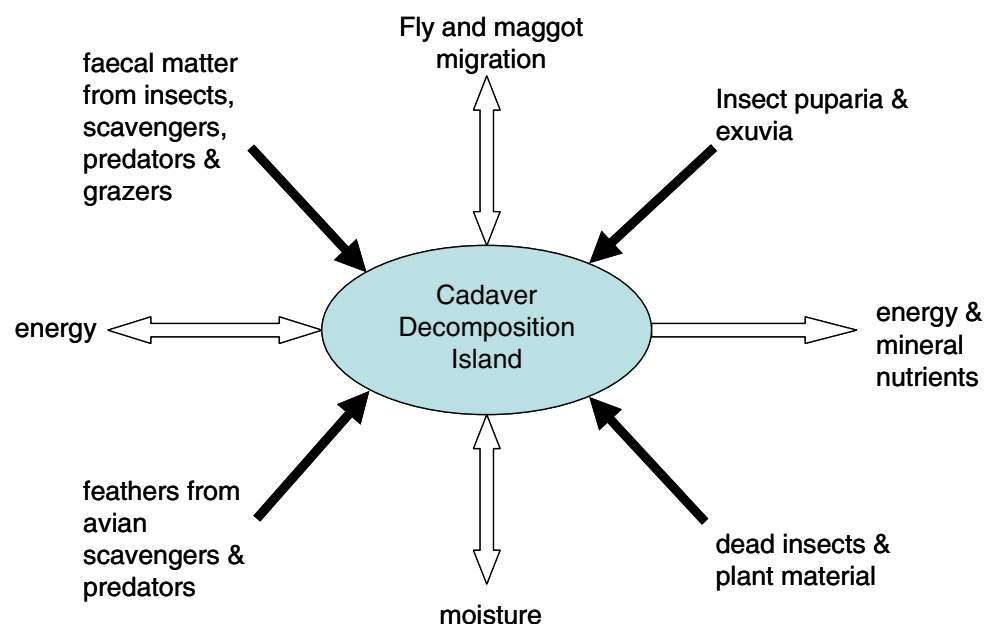 Fly and maggot
migration
faecal matter
from insects,
scavengers,
predators &
grazers
Insect puparia &
exuvia
Cadaver
Decomposition
Island
energy
energy &
mineral
nutrients
feathers from
avian
scavengers &
predators
dead insects &
plant material
moisture